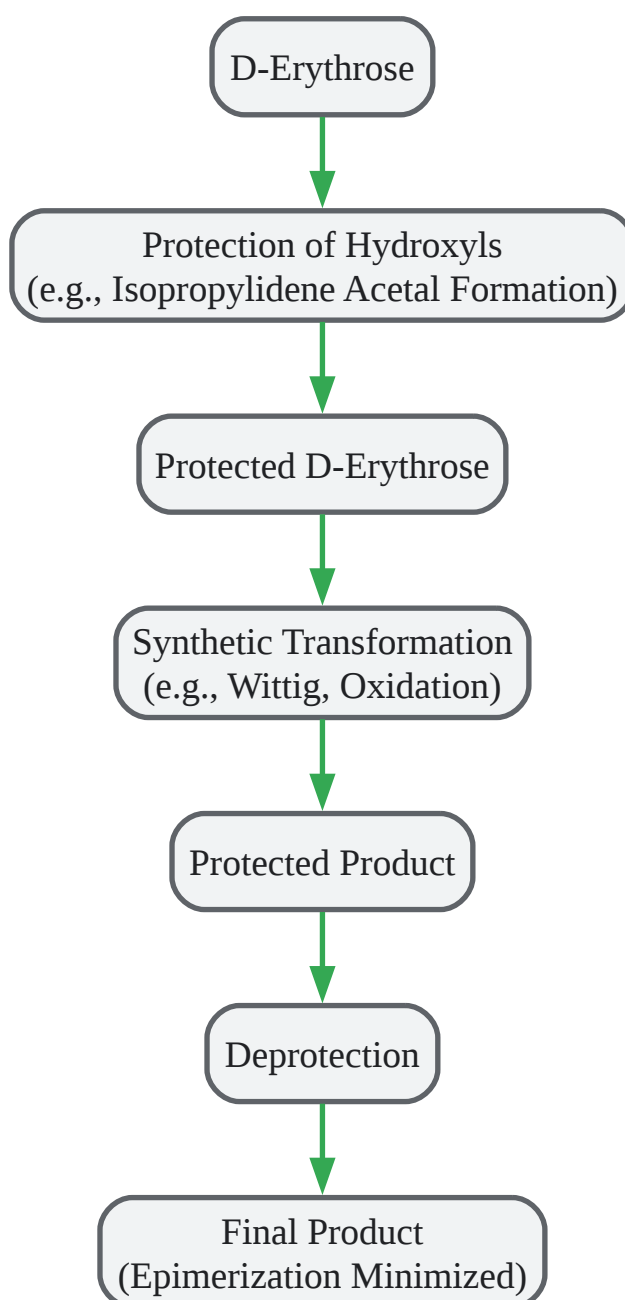 D-Erythrose
Protection of Hydroxyls
(e.g., Isopropylidene Acetal Formation)
Protected D-Erythrose
Synthetic Transformation
(e.g., Wittig, Oxidation)
Protected Product
Deprotection
Final Product
(Epimerization Minimized)